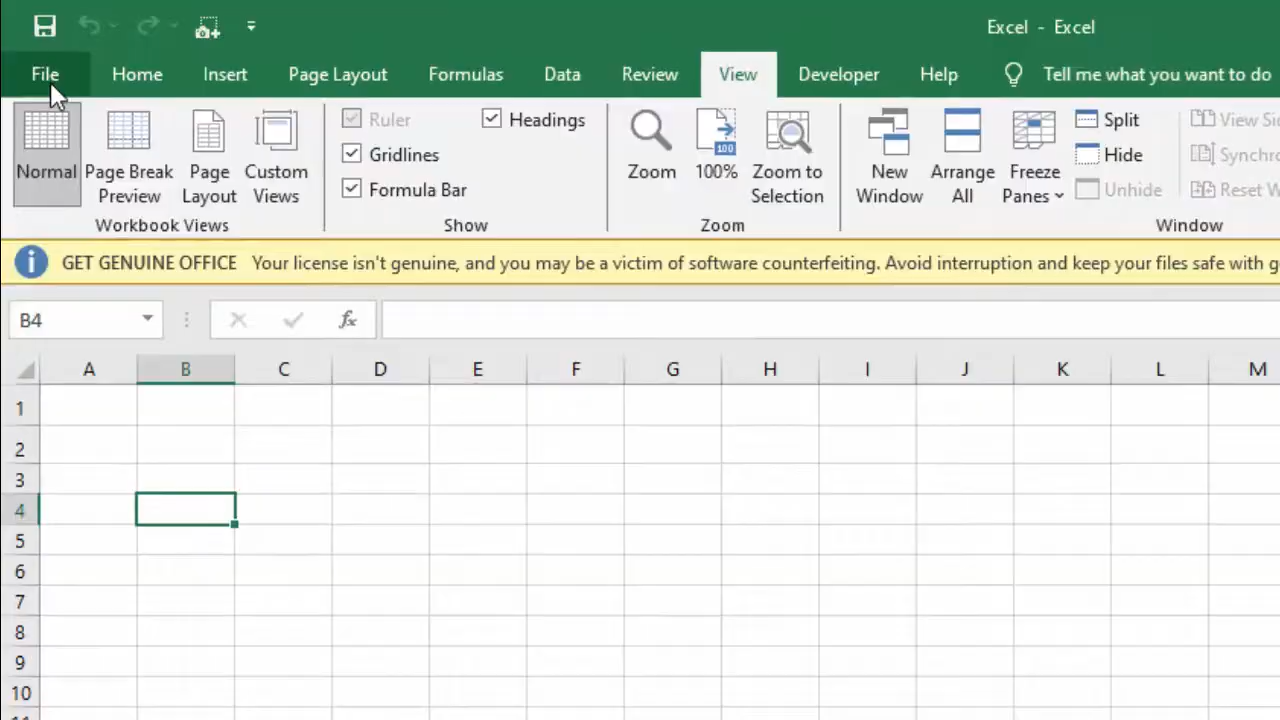 Excel - Excel
File Home Insert Page Layout Formulas Data Review View Developer Help Tell me what you want to do
Normal
Page Break
Preview
Page
Layout
Custom
Views
Workbook Views
Ruler
Headings
Gridlines
Formula Bar
Show
Zoom
100
100%
Zoom to
Selection
Zoom
New
Window
Arrange
All
Freeze
Panes
Split
Hide
Unhide
View
Reset
Window
GET GENUINE OFFICE Your license isn't genuine, and you may be a victim of software counterfeiting. Avoid interruption and keep your files safe with
B4
fx
A B C D E F G H I J K L M
1
2
3
4
5
6
7
8
9
10